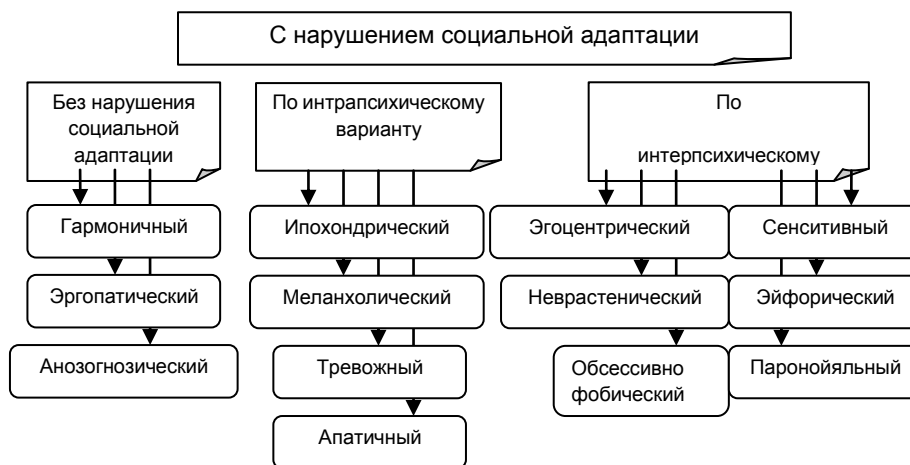 С нарушением социальной адаптации
Без нарушения
социальной
адаптации
По интрапсихическому
варианту
По
интерпсихическому
Гармоничный
Эргопатический
Анозогнозический
Ипохондрический
Меланхолический
Тревожный
Апатичный
Эгоцентрический
Неврастенический
Обсессивно
фобический
Сенситивный
Эйфорический
Паронойяльный